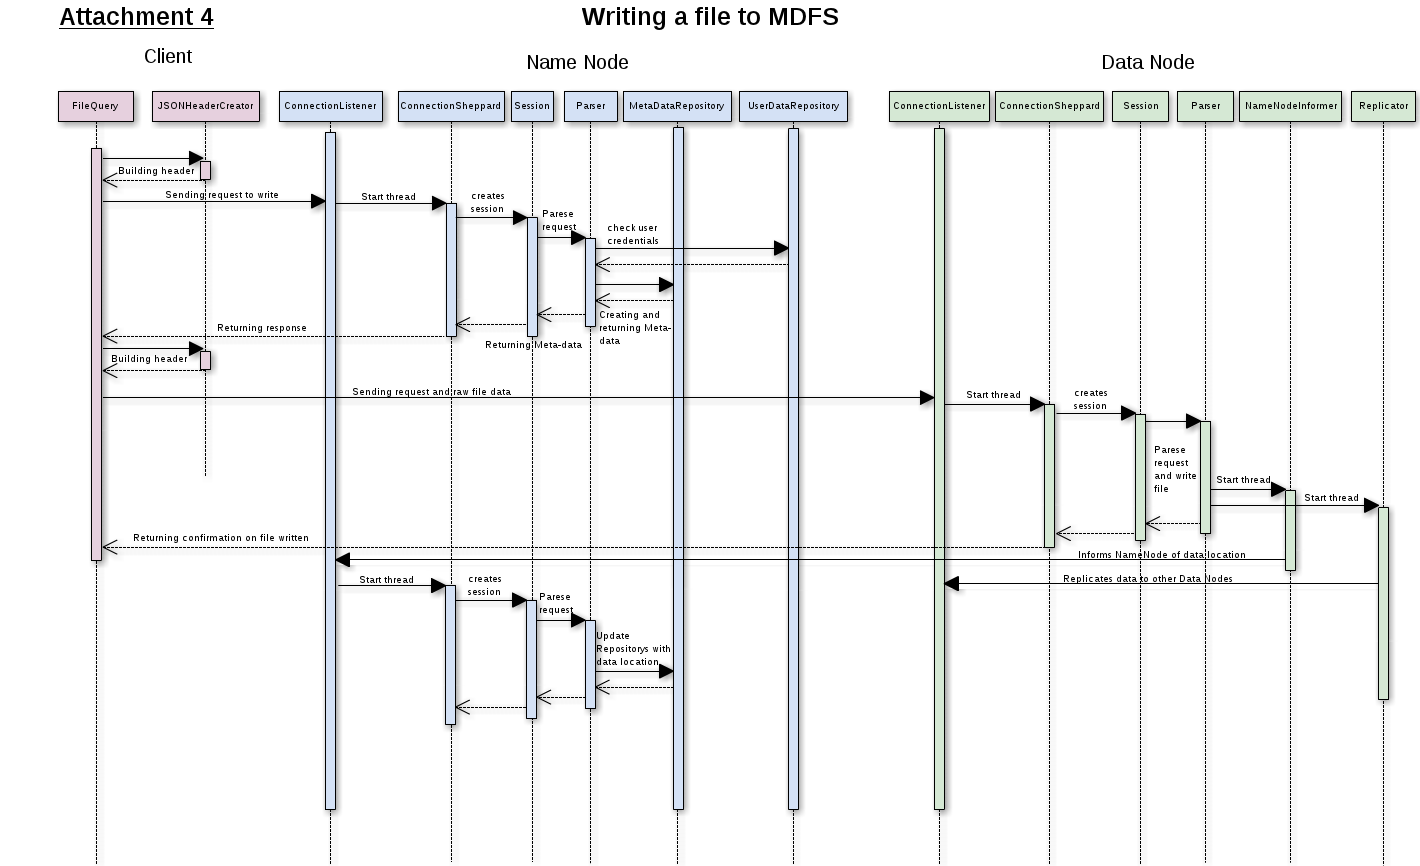 Attachment 4
Writing a file to MDFS
Client
Name Node
Data Node
FileQuery
JSONHeaderCreator
ConnectionListener
ConnectionSheppard
Session
Parser
MetaDataRepository
UserDataRepository
ConnectionListener
ConnectionSheppard
Session
Parser
NameNodeInformer
Replicator
Building header
Sending request to write
Start thread
creates
session
Parese
request
check user
credentials
Creating and
returning Meta-
data
Returning response
Returning Meta-data
Building header
Sending request and raw file data
Start thread
creates
session
Parese
request
and write
file
Start thread
Start thread
Returning confirmation on file written
Informs NameNode of data location
Replicates data to other Data Nodes
Start thread
creates
session
Parese
request
Update
Repositorys with
data location